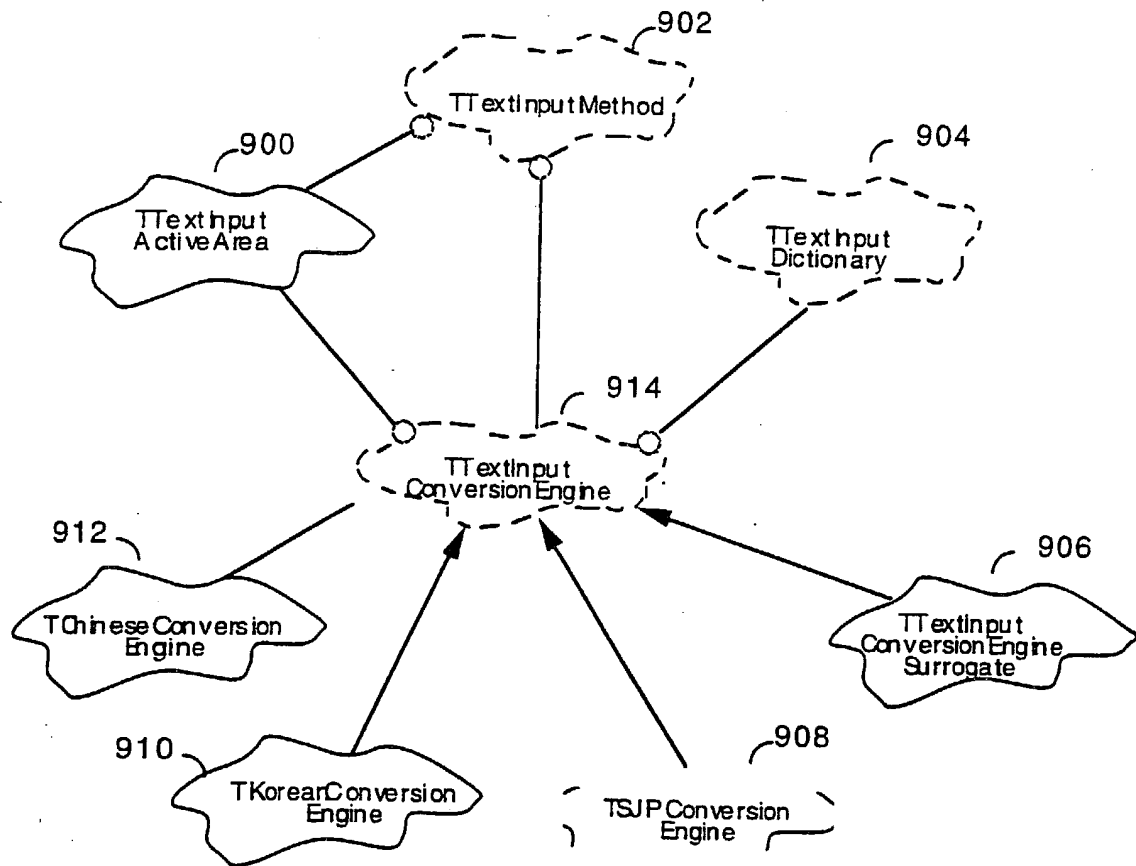 902
TTextInputMethod
900
904
TTextInput
ActiveArea
TTextInput
Dictionary
914
TTextInput
ConversionEngine
912
906
TChineseConversion
Engine
TTextInput
ConversionEngine
Surrogate
910
908
TKoreanConversion
Engine
TSJPConversion
Engine